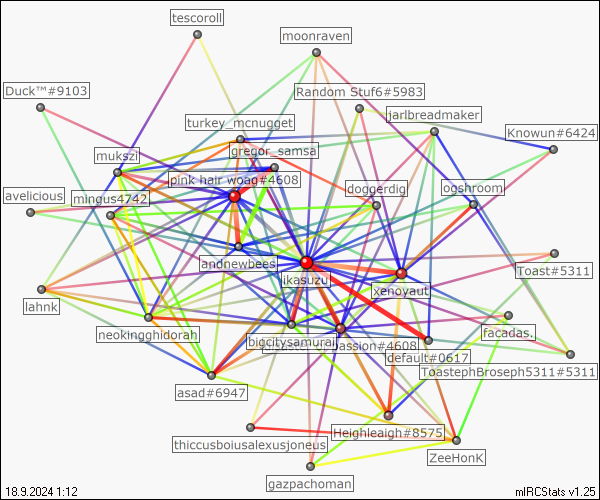 tescoroll
moonraven
Duck™#9103
Random Stuf6#5983
jarlbreadmaker
turkey_mcnugget
Knowun#6424
gregor_samsa
mukszi
pink hair woag#4608
doggerdig
ogshroom
avelicious
mingus4742
andnewbees
ikasuzu
Toast#5311
xenoyaut
lahnk
facadas.
neokingghidorah
bigcitysamurai
passion#4608
default#0617
ToastephBroseph5311#5311
asad#6947
Heighleaigh#8575
thiccusboiusalexusjoneus
ZeeHonK
gazpachoman
18.9.2024 1:12
mIRCStats v1.25